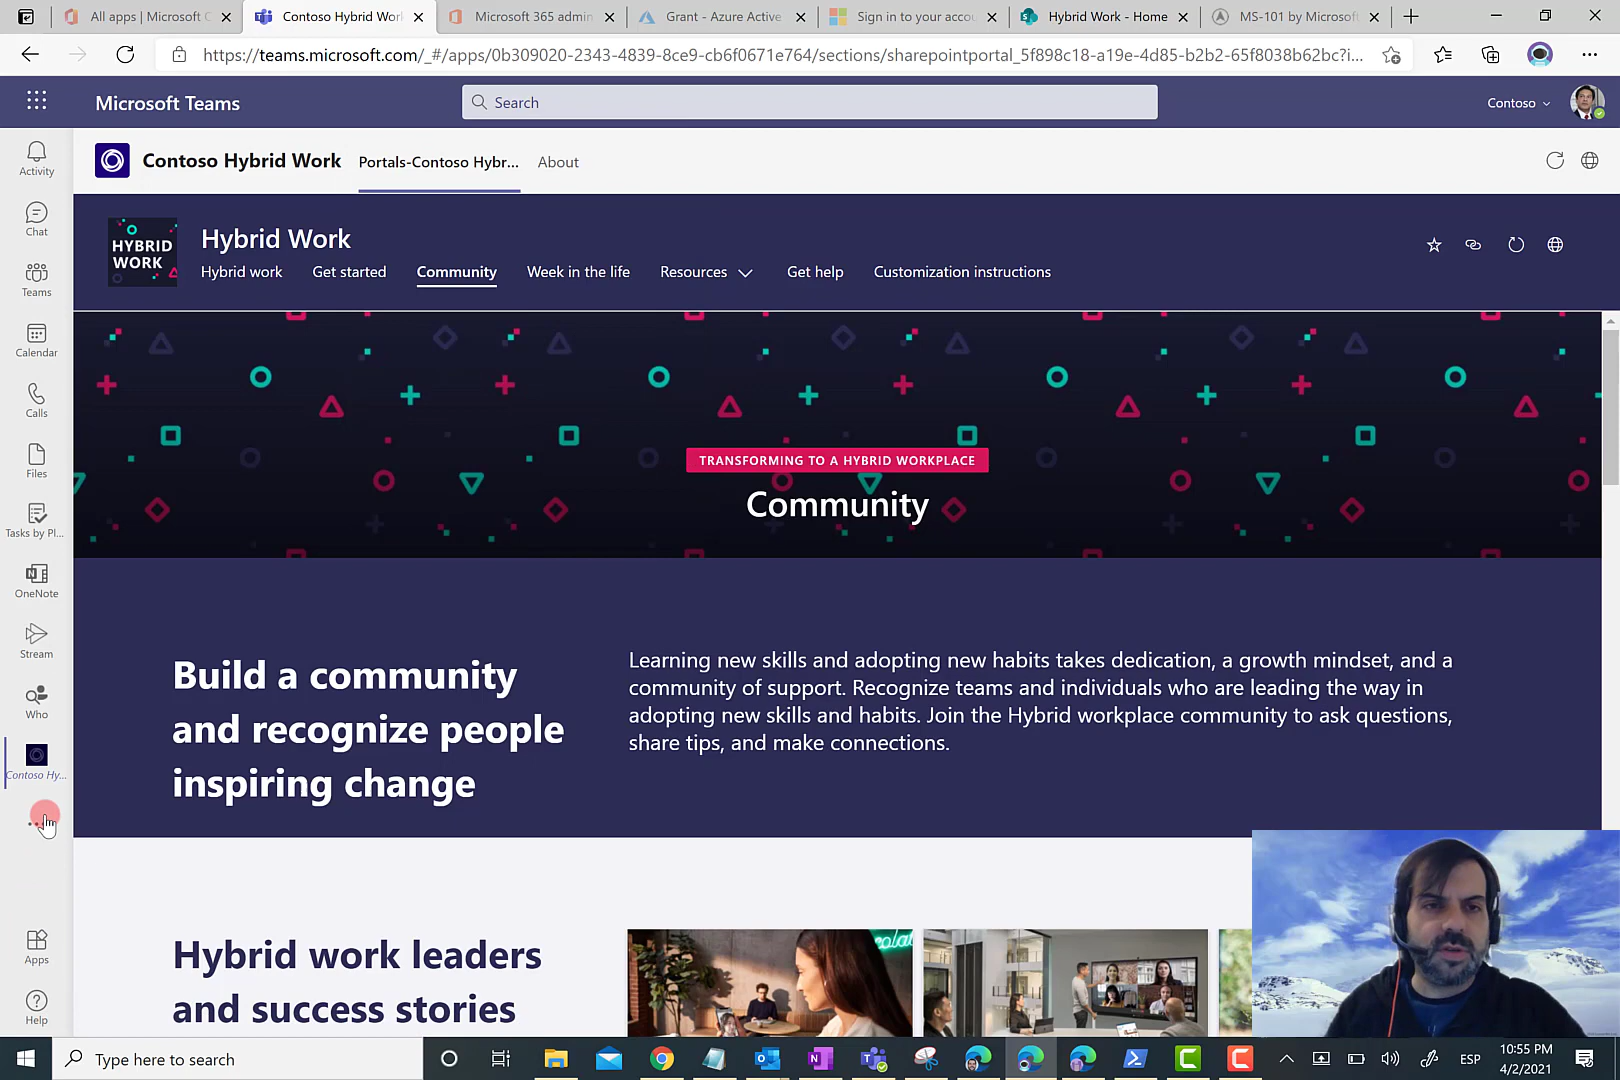 All apps | Microsoft C
Contoso Hybrid Work
Microsoft 365 admin
Grant - Azure Active
Sign in to your accou
Hybrid Work - Home
MS-101 by Microsoft
https://teams.microsoft.com/_#/apps/0b309020-2343-4839-8ce9-cb6f0671e764/sections/sharepointportal_5f898c18-a19e-4d85-b2b2-65f8038b62bc?i...
Microsoft Teams
Search
Contoso
Activity
Chat
Teams
Calendar
Calls
Files
Tasks by Pl...
OneNote
Stream
Who
Contoso Hy...
Apps
Help
Contoso Hybrid Work
Portals-Contoso Hybr...
About
HYBRID
WORK
Hybrid Work
Hybrid work
Get started
Community
Week in the life
Resources
Get help
Customization instructions
TRANSFORMING TO A HYBRID WORKPLACE
Community
Build a community
and recognize people
inspiring change
Learning new skills and adopting new habits takes dedication, a growth mindset, and a
community of support. Recognize teams and individuals who are leading the way in
adopting new skills and habits. Join the Hybrid workplace community to ask questions,
share tips, and make connections.
Hybrid work leaders
and success stories
Type here to search
ESP
10:55 PM
4/2/2021